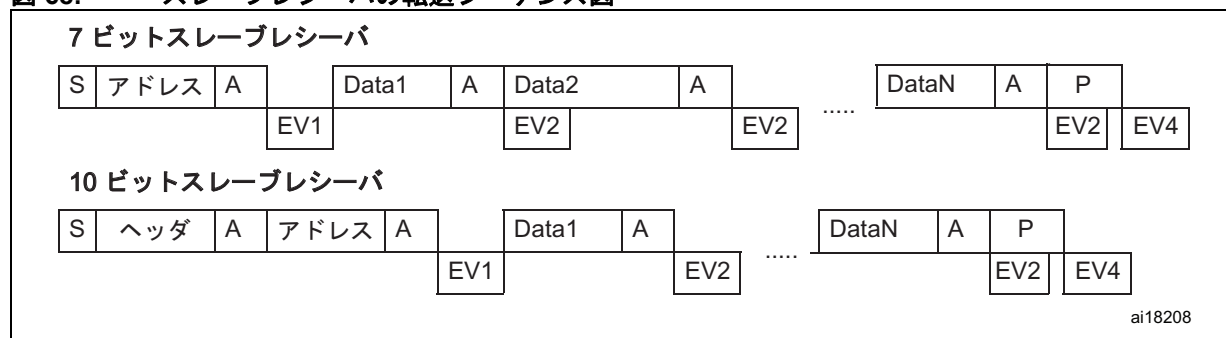 7 ビットスレーブレシーバ
S アドレス A Data1 A Data2 A ..... DataN A P
EV1 EV2 EV2 EV2 EV4
10 ビットスレーブレシーバ
S ヘッダ A アドレス A Data1 A ..... DataN A P
EV1 EV2 EV2 EV4
ai18208